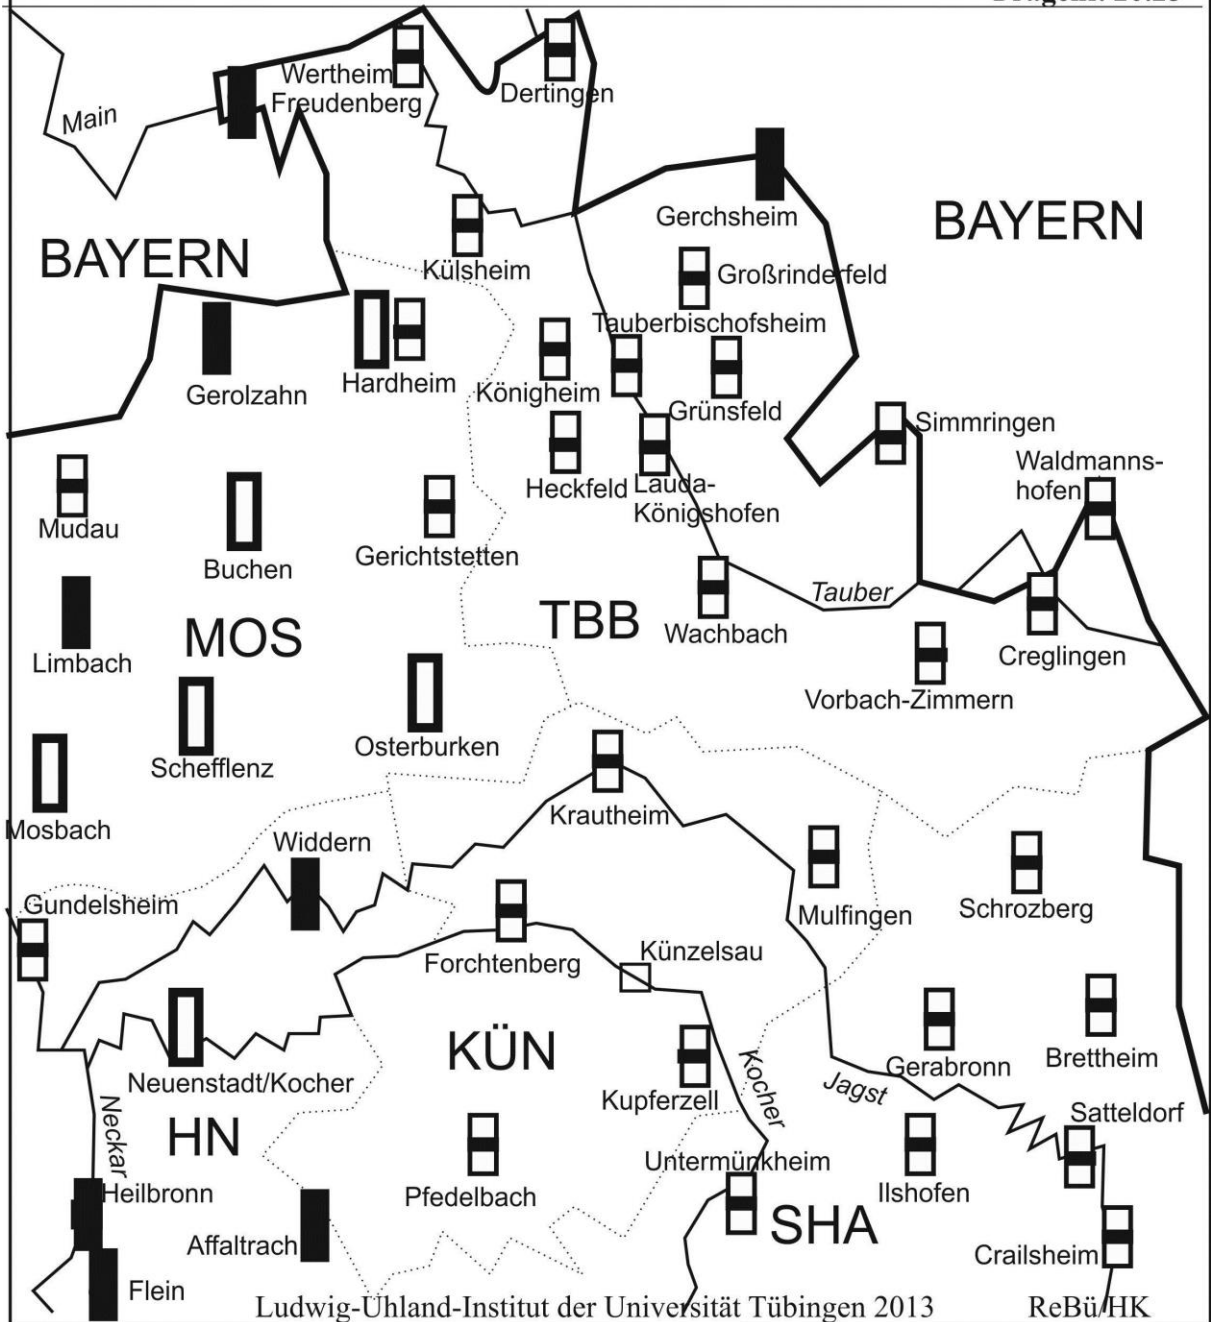 Main
Wertheim
Freudenberg
Dertingen
BAYERN
Gerchsheim
BAYERN
Külsheim
Großrinderfeld
Tauberbischofsheim
Gerolzahn
Hardheim
Königheim
Grünsfeld
Simmringen
Waldmanns-
hofen
Heckfeld
Lauda-
Königshofen
Mudau
Buchen
Gerichtstetten
Tauber
MOS
TBB
Wachbach
Limbach
Creglingen
Vorbach-Zimmern
Osterburken
Schefflenz
Mosbach
Krautheim
Widdern
Gundelsheim
Mulfingen
Schrozberg
Forchtenberg
Künzelsau
KÜN
Neuenstadt/Kocher
Kupferzell
Kocher
Jagst
Gerabronn
Brettheim
Neckar
HN
Satteldorf
Untermünkheim
Heilbronn
Pfedelbach
Ilshofen
SHA
Affaltrach
Crailsheim
Flein
Ludwig-Uhland-Institut der Universität Tübingen 2013
ReBü/HK